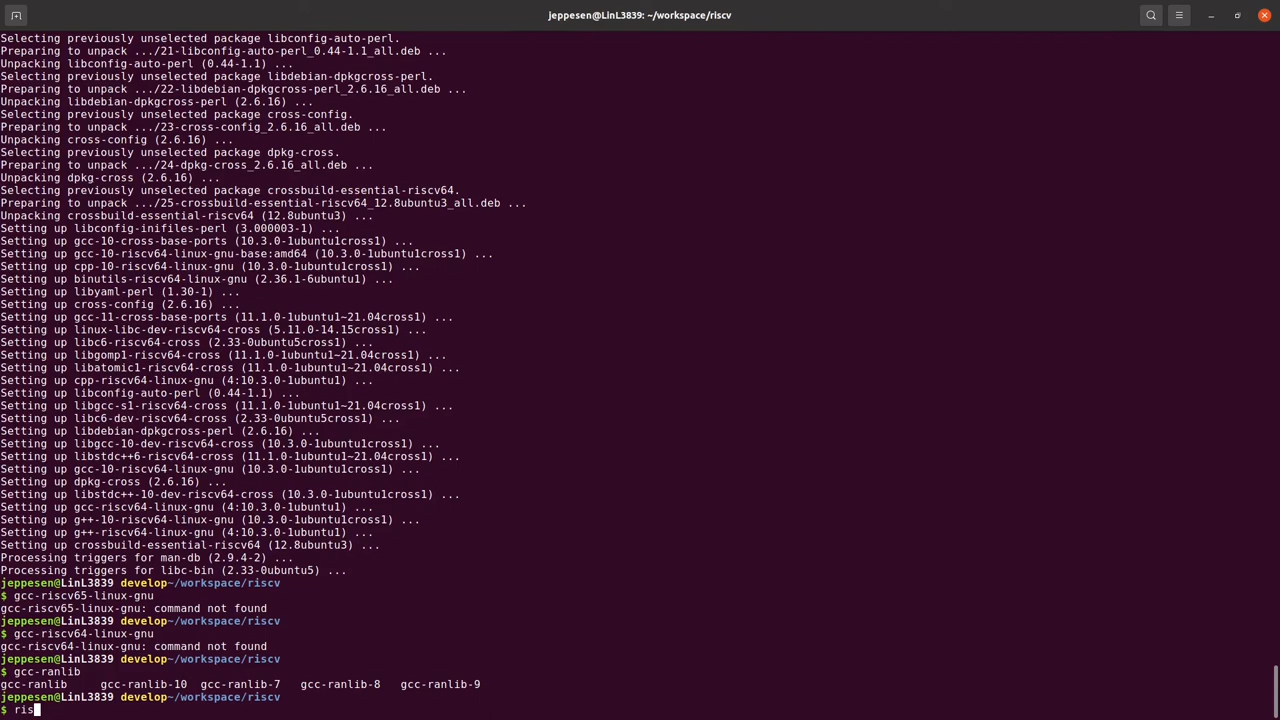 jeppesen@LinL3839: ~/workspace/riscv
Selecting previously unselected package libconfig-auto-perl.
Preparing to unpack .../21-libconfig-auto-perl_0.44-1.1_all.deb ...
Unpacking libconfig-auto-perl (0.44-1.1) ...
Selecting previously unselected package libdebian-dpkgcross-perl.
Preparing to unpack .../22-libdebian-dpkgcross-perl_2.6.16_all.deb ...
Unpacking libdebian-dpkgcross-perl (2.6.16) ...
Selecting previously unselected package cross-config.
Preparing to unpack .../23-cross-config_2.6.16_all.deb ...
Unpacking cross-config (2.6.16) ...
Selecting previously unselected package dpkg-cross.
Preparing to unpack .../24-dpkg-cross_2.6.16_all.deb ...
Unpacking dpkg-cross (2.6.16) ...
Selecting previously unselected package crossbuild-essential-riscv64.
Preparing to unpack .../25-crossbuild-essential-riscv64_12.8ubuntu3_all.deb ...
Unpacking crossbuild-essential-riscv64 (12.8ubuntu3) ...
Setting up libconfig-inifiles-perl (3.000003-1) ...
Setting up gcc-10-cross-base-ports (10.3.0-1ubuntu1cross1) ...
Setting up gcc-10-riscv64-linux-gnu-base:amd64 (10.3.0-1ubuntu1cross1) ...
Setting up cpp-10-riscv64-linux-gnu (10.3.0-1ubuntu1cross1) ...
Setting up binutils-riscv64-linux-gnu (2.36.1-6ubuntu1) ...
Setting up libyaml-perl (1.30-1) ...
Setting up cross-config (2.6.16) ...
Setting up gcc-11-cross-base-ports (11.1.0-1ubuntu1~21.04cross1) ...
Setting up linux-libc-dev-riscv64-cross (5.11.0-14.15cross1) ...
Setting up libc6-riscv64-cross (2.33-0ubuntu5cross1) ...
Setting up libgomp1-riscv64-cross (11.1.0-1ubuntu1~21.04cross1) ...
Setting up libatomic1-riscv64-cross (11.1.0-1ubuntu1~21.04cross1) ...
Setting up cpp-riscv64-linux-gnu (4:10.3.0-1ubuntu1) ...
Setting up libconfig-auto-perl (0.44-1.1) ...
Setting up libgcc-s1-riscv64-cross (11.1.0-1ubuntu1~21.04cross1) ...
Setting up libc6-dev-riscv64-cross (2.33-0ubuntu5cross1) ...
Setting up libdebian-dpkgcross-perl (2.6.16) ...
Setting up libgcc-10-dev-riscv64-cross (10.3.0-1ubuntu1cross1) ...
Setting up libstdc++6-riscv64-cross (11.1.0-1ubuntu1~21.04cross1) ...
Setting up gcc-10-riscv64-linux-gnu (10.3.0-1ubuntu1cross1) ...
Setting up dpkg-cross (2.6.16) ...
Setting up libstdc++-10-dev-riscv64-cross (10.3.0-1ubuntu1cross1) ...
Setting up gcc-riscv64-linux-gnu (4:10.3.0-1ubuntu1) ...
Setting up g++-10-riscv64-linux-gnu (10.3.0-1ubuntu1cross1) ...
Setting up g++-riscv64-linux-gnu (4:10.3.0-1ubuntu1) ...
Setting up crossbuild-essential-riscv64 (12.8ubuntu3) ...
Processing triggers for man-db (2.9.4-2) ...
Processing triggers for libc-bin (2.33-0ubuntu5) ...
jeppesen@LinL3839 develop~/workspace/riscv
$ gcc-riscv65-linux-gnu
gcc-riscv65-linux-gnu: command not found
jeppesen@LinL3839 develop~/workspace/riscv
$ gcc-riscv64-linux-gnu
gcc-riscv64-linux-gnu: command not found
jeppesen@LinL3839 develop~/workspace/riscv
$ gcc-ranlib
gcc-ranlib     gcc-ranlib-10  gcc-ranlib-7   gcc-ranlib-8   gcc-ranlib-9
jeppesen@LinL3839 develop~/workspace/riscv
$ ris